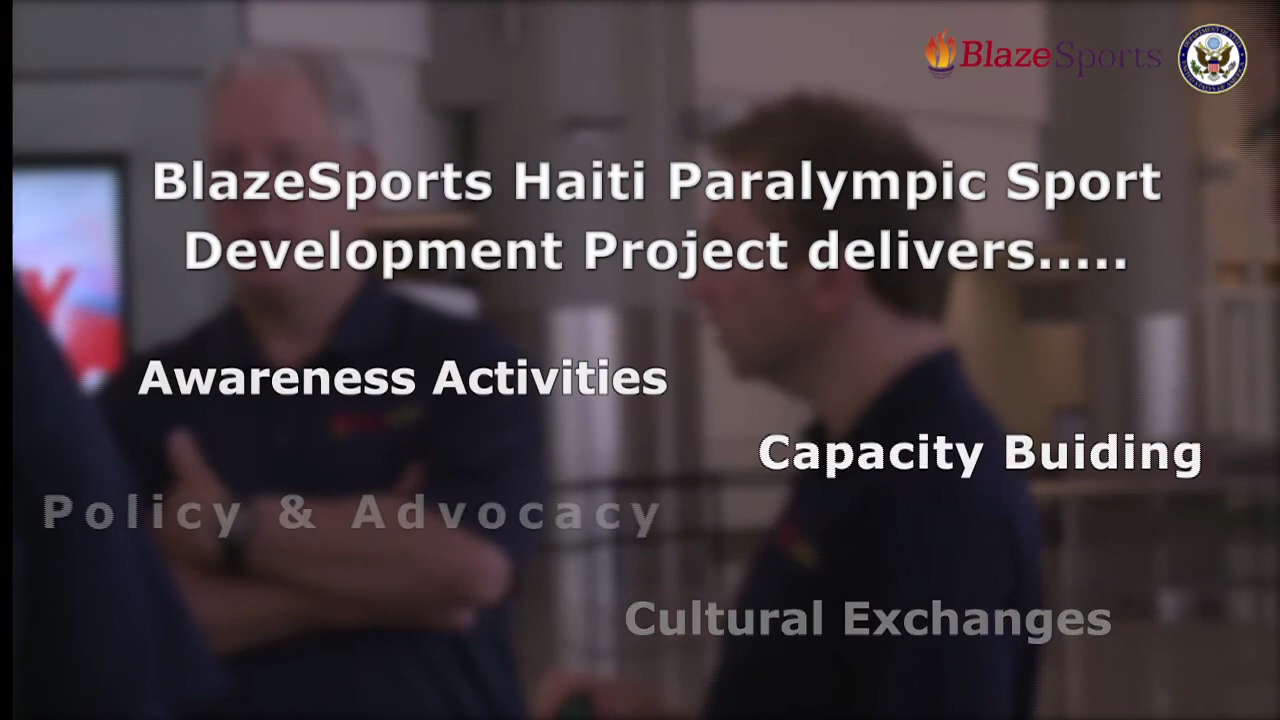 BlazeSports
BlazeSports Haiti Paralympic Sport
Development Project delivers.....
Awareness Activities
Capacity Buiding
Policy & Advocacy
Cultural Exchanges